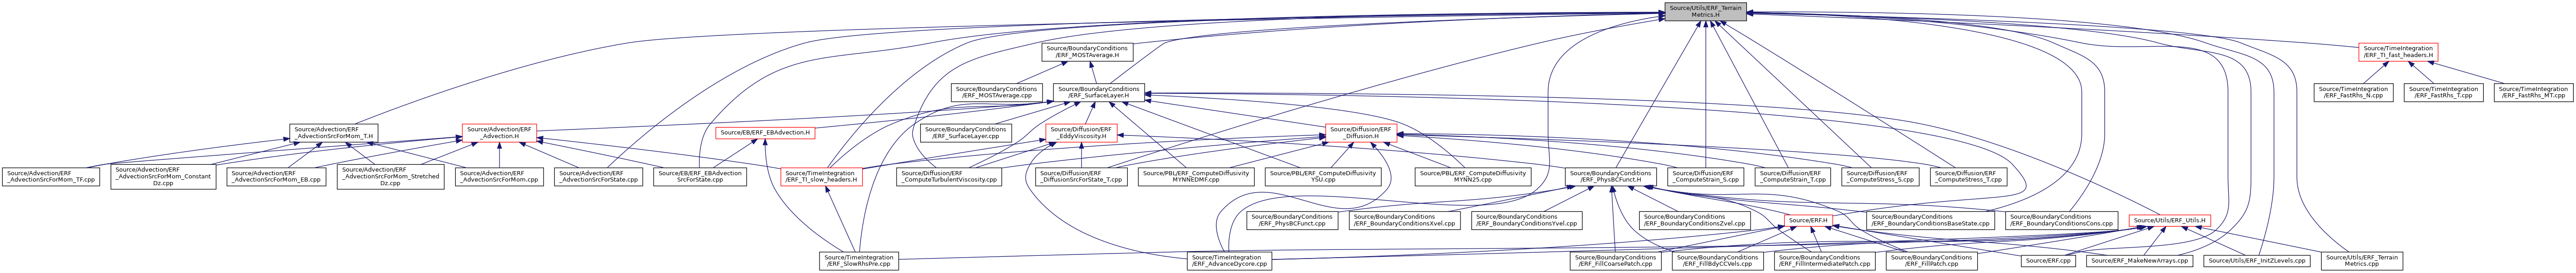 Source/Utils/ERF_Terrain
Metrics.H
Source/BoundaryConditions
/ERF_MOSTAverage.H
Source/TimeIntegration
/ERF_TI_fast_headers.H
Source/BoundaryConditions
/ERF_MOSTAverage.cpp
Source/BoundaryConditions
/ERF_SurfaceLayer.H
Source/TimeIntegration
/ERF_FastRhs_N.cpp
Source/TimeIntegration
/ERF_FastRhs_T.cpp
Source/TimeIntegration
/ERF_FastRhs_MT.cpp
Source/Advection/ERF
_AdvectionSrcForMom_T.H
Source/Advection/ERF
_Advection.H
Source/EB/ERF_EBAdvection.H
Source/BoundaryConditions
/ERF_SurfaceLayer.cpp
Source/Diffusion/ERF
_EddyViscosity.H
Source/Diffusion/ERF
_Diffusion.H
Source/Advection/ERF
_AdvectionSrcForMom_TF.cpp
Source/Advection/ERF
_AdvectionSrcForMom_Constant
Dz.cpp
Source/Advection/ERF
_AdvectionSrcForMom_EB.cpp
Source/Advection/ERF
_AdvectionSrcForMom_Stretched
Dz.cpp
Source/Advection/ERF
_AdvectionSrcForMom.cpp
Source/Advection/ERF
_AdvectionSrcForState.cpp
Source/EB/ERF_EBAdvection
SrcForState.cpp
Source/TimeIntegration
/ERF_TI_slow_headers.H
Source/Diffusion/ERF
_ComputeTurbulentViscosity.cpp
Source/Diffusion/ERF
_DiffusionSrcForState_T.cpp
Source/PBL/ERF_ComputeDiffusivity
MYNNEDMF.cpp
Source/PBL/ERF_ComputeDiffusivity
YSU.cpp
Source/PBL/ERF_ComputeDiffusivity
MYNN25.cpp
Source/BoundaryConditions
/ERF_PhysBCFunct.H
Source/Diffusion/ERF
_ComputeStrain_S.cpp
Source/Diffusion/ERF
_ComputeStrain_T.cpp
Source/Diffusion/ERF
_ComputeStress_S.cpp
Source/Diffusion/ERF
_ComputeStress_T.cpp
Source/BoundaryConditions
/ERF_PhysBCFunct.cpp
Source/BoundaryConditions
/ERF_BoundaryConditionsXvel.cpp
Source/BoundaryConditions
/ERF_BoundaryConditionsYvel.cpp
Source/BoundaryConditions
/ERF_BoundaryConditionsZvel.cpp
Source/ERF.H
Source/BoundaryConditions
/ERF_BoundaryConditionsBaseState.cpp
Source/BoundaryConditions
/ERF_BoundaryConditionsCons.cpp
Source/Utils/ERF_Utils.H
Source/TimeIntegration
/ERF_SlowRhsPre.cpp
Source/TimeIntegration
/ERF_AdvanceDycore.cpp
Source/BoundaryConditions
/ERF_FillCoarsePatch.cpp
Source/BoundaryConditions
/ERF_FillBdyCCVels.cpp
Source/BoundaryConditions
/ERF_FillIntermediatePatch.cpp
Source/BoundaryConditions
/ERF_FillPatch.cpp
Source/ERF.cpp
Source/ERF_MakeNewArrays.cpp
Source/Utils/ERF_InitZLevels.cpp
Source/Utils/ERF_Terrain
Metrics.cpp